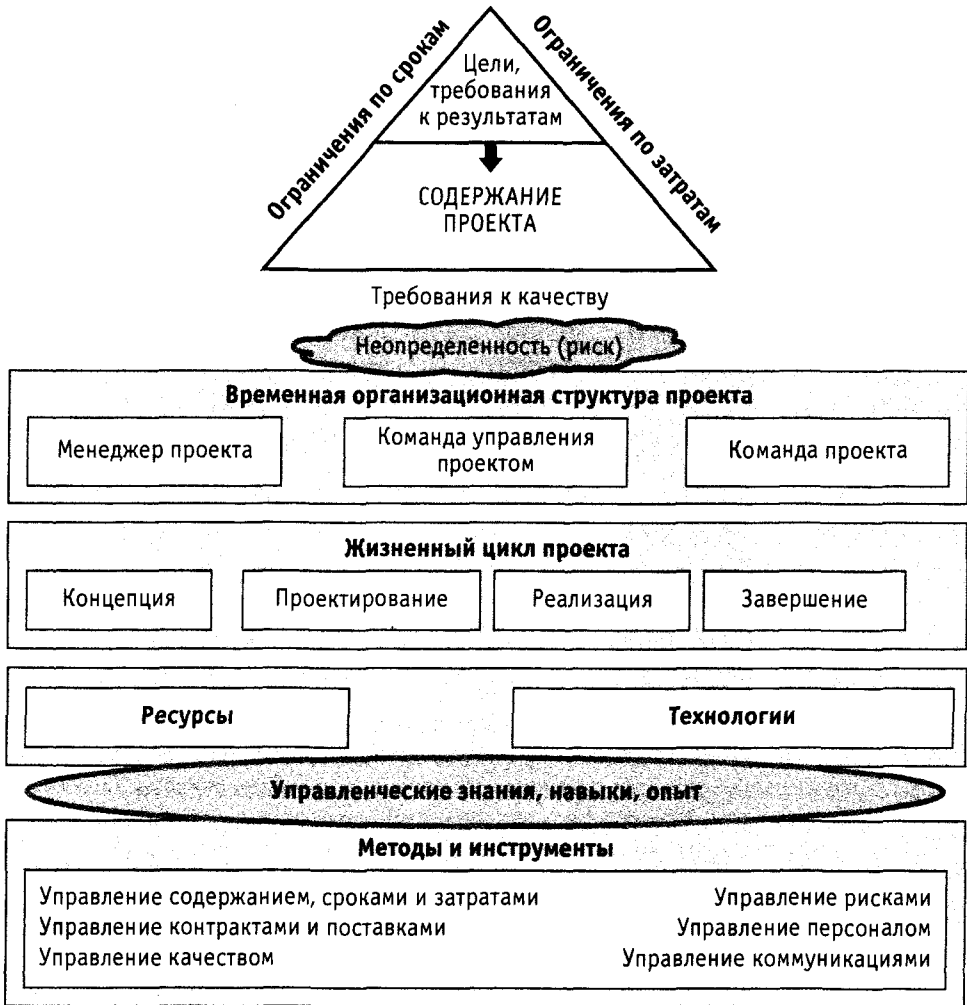 Ограничения по срокам
Ограничения по затратам
Цели,
требования
к результатам
СОДЕРЖАНИЕ
ПРОЕКТА
Требования к качеству
Неопределенность (риск)
Временная организационная структура проекта
Менеджер проекта
Команда управления
проектом
Команда проекта
Жизненный цикл проекта
Концепция
Проектирование
Реализация
Завершение
Ресурсы
Технологии
Управленческие знания, навыки, опыт
Методы и инструменты
Управление содержанием, сроками и затратами
Управление рисками
Управление контрактами и поставками
Управление персоналом
Управление качеством
Управление коммуникациями